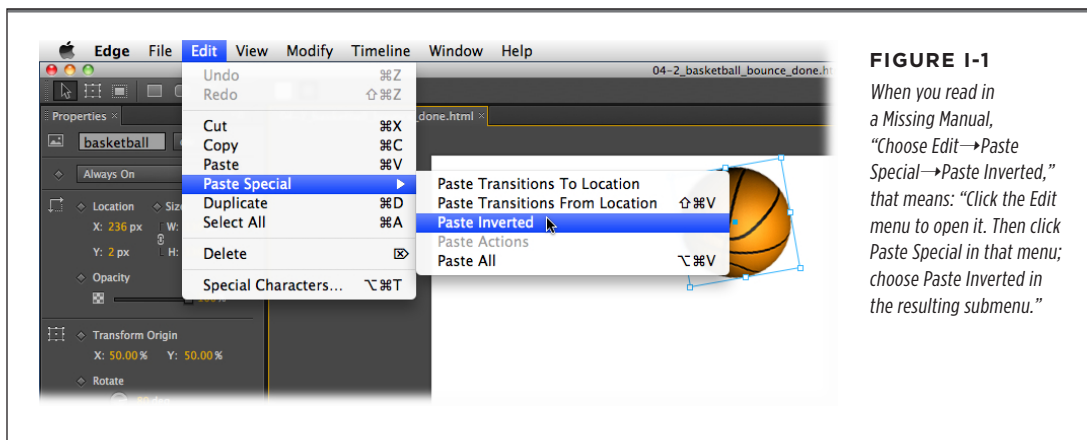 Edge File Edit View Modify Timeline Window Help
04-2_basketball_bounce_done.h
Undo ⌘Z
Redo ⇧⌘Z
Cut ⌘X
Copy ⌘C
Paste ⌘V
Paste Special ▶
Duplicate ⌘D
Select All ⌘A
Delete ⌦
Special Characters... ⌥⌘T
Paste Transitions To Location
Paste Transitions From Location ⇧⌘V
Paste Inverted
Paste Actions
Paste All ⌥⌘V
Properties ×
done.html ×
basketball
Always On
Location Siz
X: 236 px W:
Y: 2 px H:
Opacity
Transform Origin
X: 50.00 % Y: 50.00 %
Rotate
FIGURE I-1
When you read in
a Missing Manual,
“Choose Edit→Paste
Special→Paste Inverted,”
that means: “Click the Edit
menu to open it. Then click
Paste Special in that menu;
choose Paste Inverted in
the resulting submenu.”